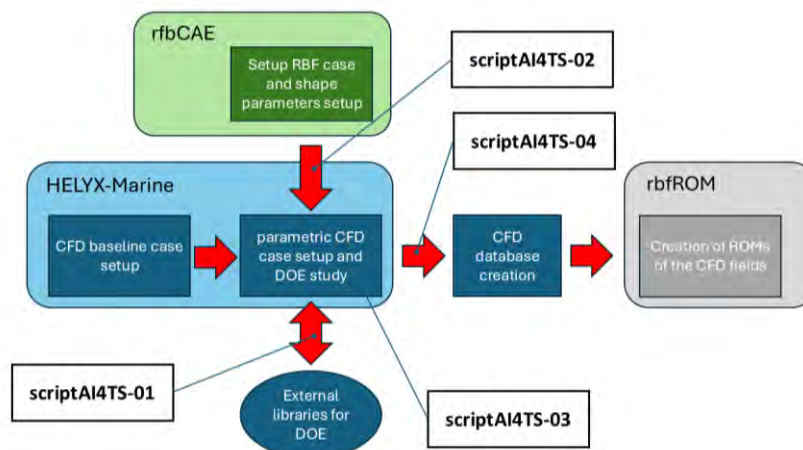 rfbCAE
Setup RBF case
and shape
parameters setup
scriptAI4TS-02
scriptAI4TS-04
HELYX-Marine
rbfROM
CFD baseline case
setup
parametric CFD
case setup and
DOE study
CFD
database
creation
Creation of ROMs
of the CFD fields
scriptAI4TS-01
External
libraries for
DOE
scriptAI4TS-03